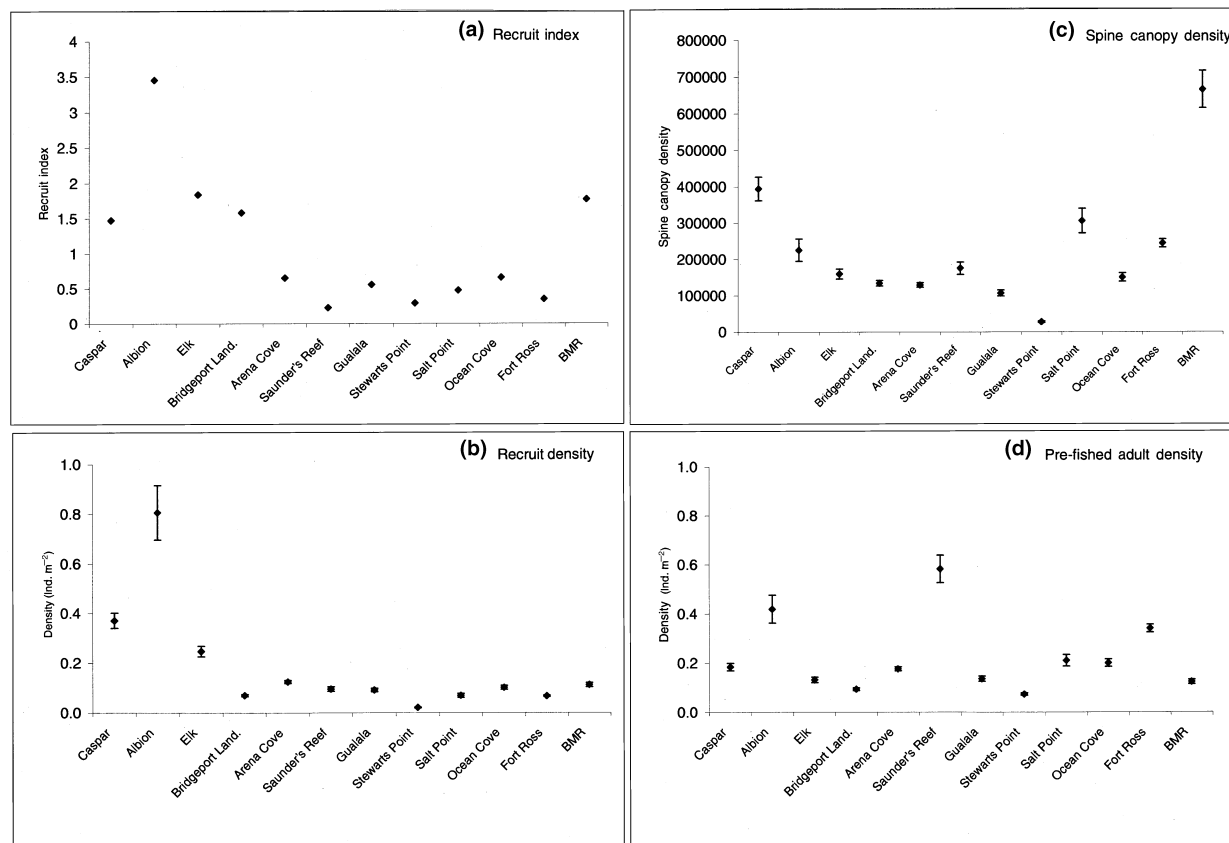 (a) Recruit index
4
3.5
3
2.5
2
1.5
1
0.5
0
Recruit index
Caspar
Albion
Elk
Bridgeport Land.
Arena Cove
Saunder's Reef
Gualala
Stewarts Point
Salt Point
Ocean Cove
Fort Ross
BMR
(c) Spine canopy density
800000
700000
600000
500000
400000
300000
200000
100000
0
Spine canopy density
Caspar
Albion
Elk
Bridgeport Land.
Arena Cove
Saunder's Reef
Gualala
Stewarts Point
Salt Point
Ocean Cove
Fort Ross
BMR
(b) Recruit density
1.0
0.8
0.6
0.4
0.2
0.0
Density (Ind. m⁻²)
Caspar
Albion
Elk
Bridgeport Land.
Arena Cove
Saunder's Reef
Gualala
Stewarts Point
Salt Point
Ocean Cove
Fort Ross
BMR
(d) Pre-fished adult density
1.0
0.8
0.6
0.4
0.2
0.0
Density (Ind. m⁻²)
Caspar
Albion
Elk
Bridgeport Land.
Arena Cove
Saunder's Reef
Gualala
Stewarts Point
Salt Point
Ocean Cove
Fort Ross
BMR